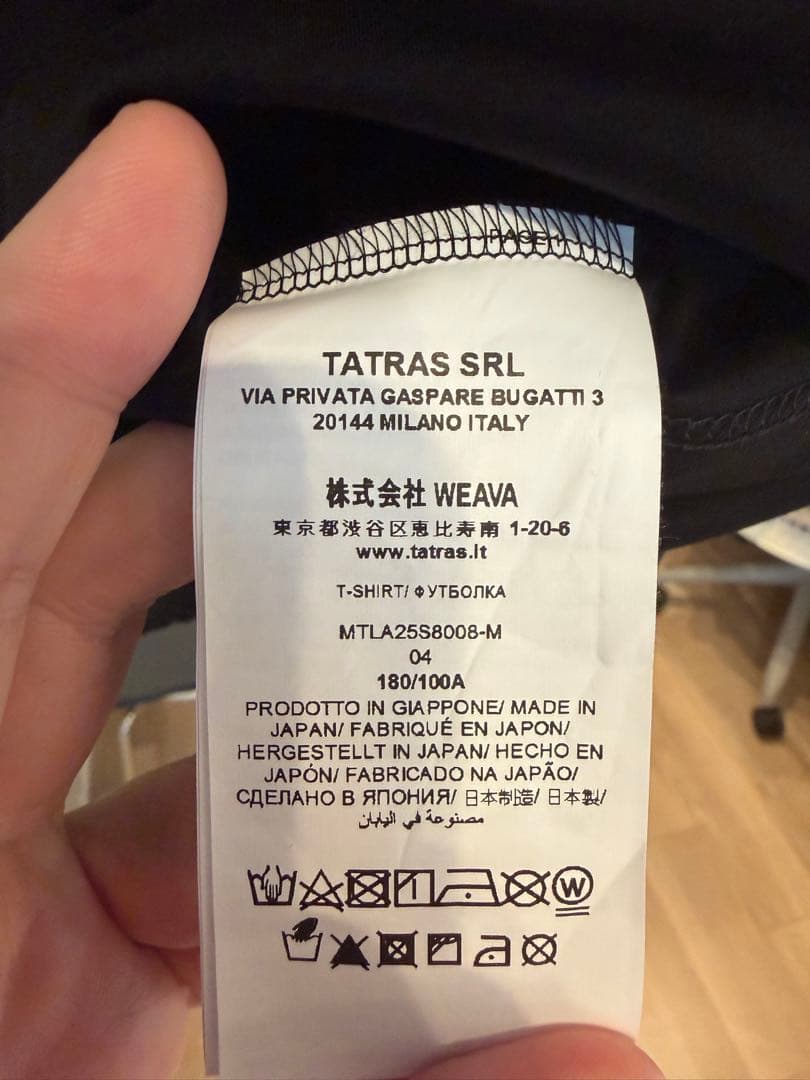 PAGE 1
TATRAS SRL
VIA PRIVATA GASPARE BUGATTI 3
20144 MILANO ITALY
株式会社 WEAVA
東京都渋谷区恵比寿南 1-20-6
www.tatras.it
T-SHIRT/ ФУТБОЛКА
MTLA25S8008-M
04
180/100A
PRODOTTO IN GIAPPONE/ MADE IN
JAPAN/ FABRIQUÉ EN JAPON/
HERGESTELLT IN JAPAN/ HECHO EN
JAPÓN/ FABRICADO NA JAPÃO/
СДЕЛАНО В ЯПОНИЯ/ 日本制造/ 日本製/
مصنوعة في اليابان
W